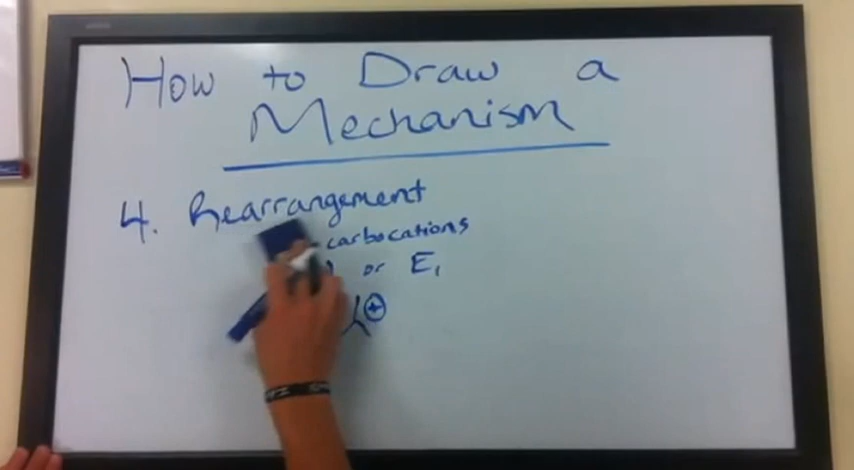 How to Draw a
Mechanism
4. Rearrangement
- carbocations
or E₁
⊕